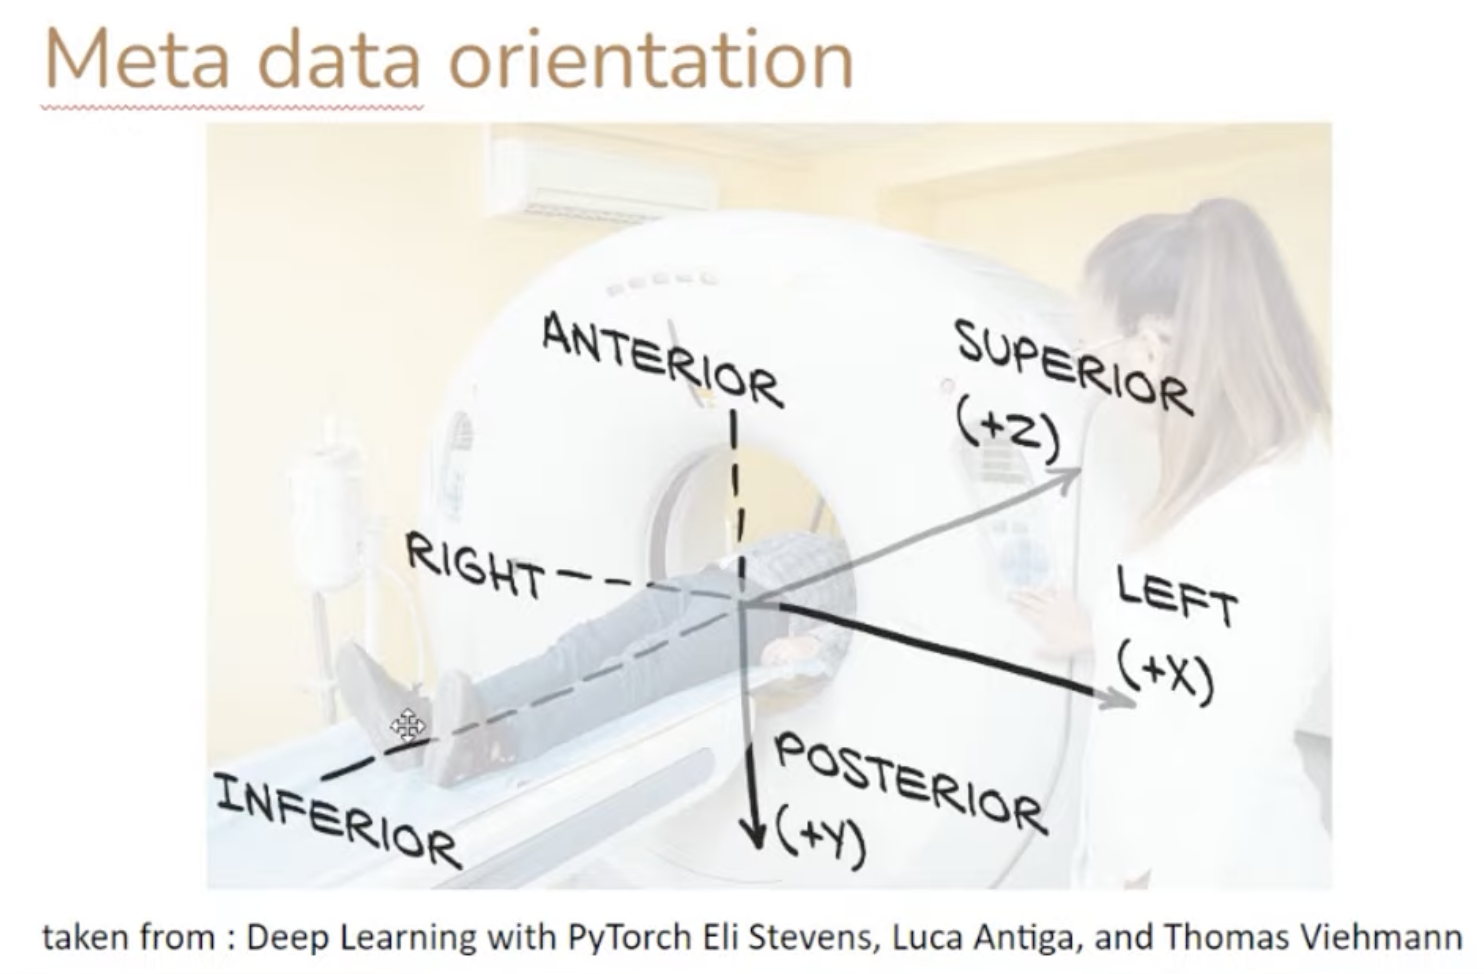 Meta data orientation
ANTERIOR
SUPERIOR
(+Z)
RIGHT
LEFT
(+X)
POSTERIOR
(+Y)
INFERIOR
taken from : Deep Learning with PyTorch Eli Stevens, Luca Antiga, and Thomas Viehmann